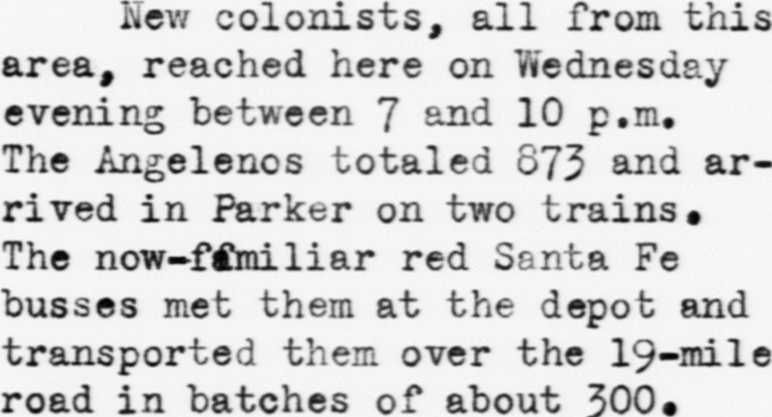 New colonists, all from this
area, reached here on Wednesday
evening between 7 and 10 p.m.
The Angelenos totaled 873 and ar-
rived in Parker on two trains.
The now-familiar red Santa Fe
busses met them at the depot and
transported them over the 19-mile
road in batches of about 300.